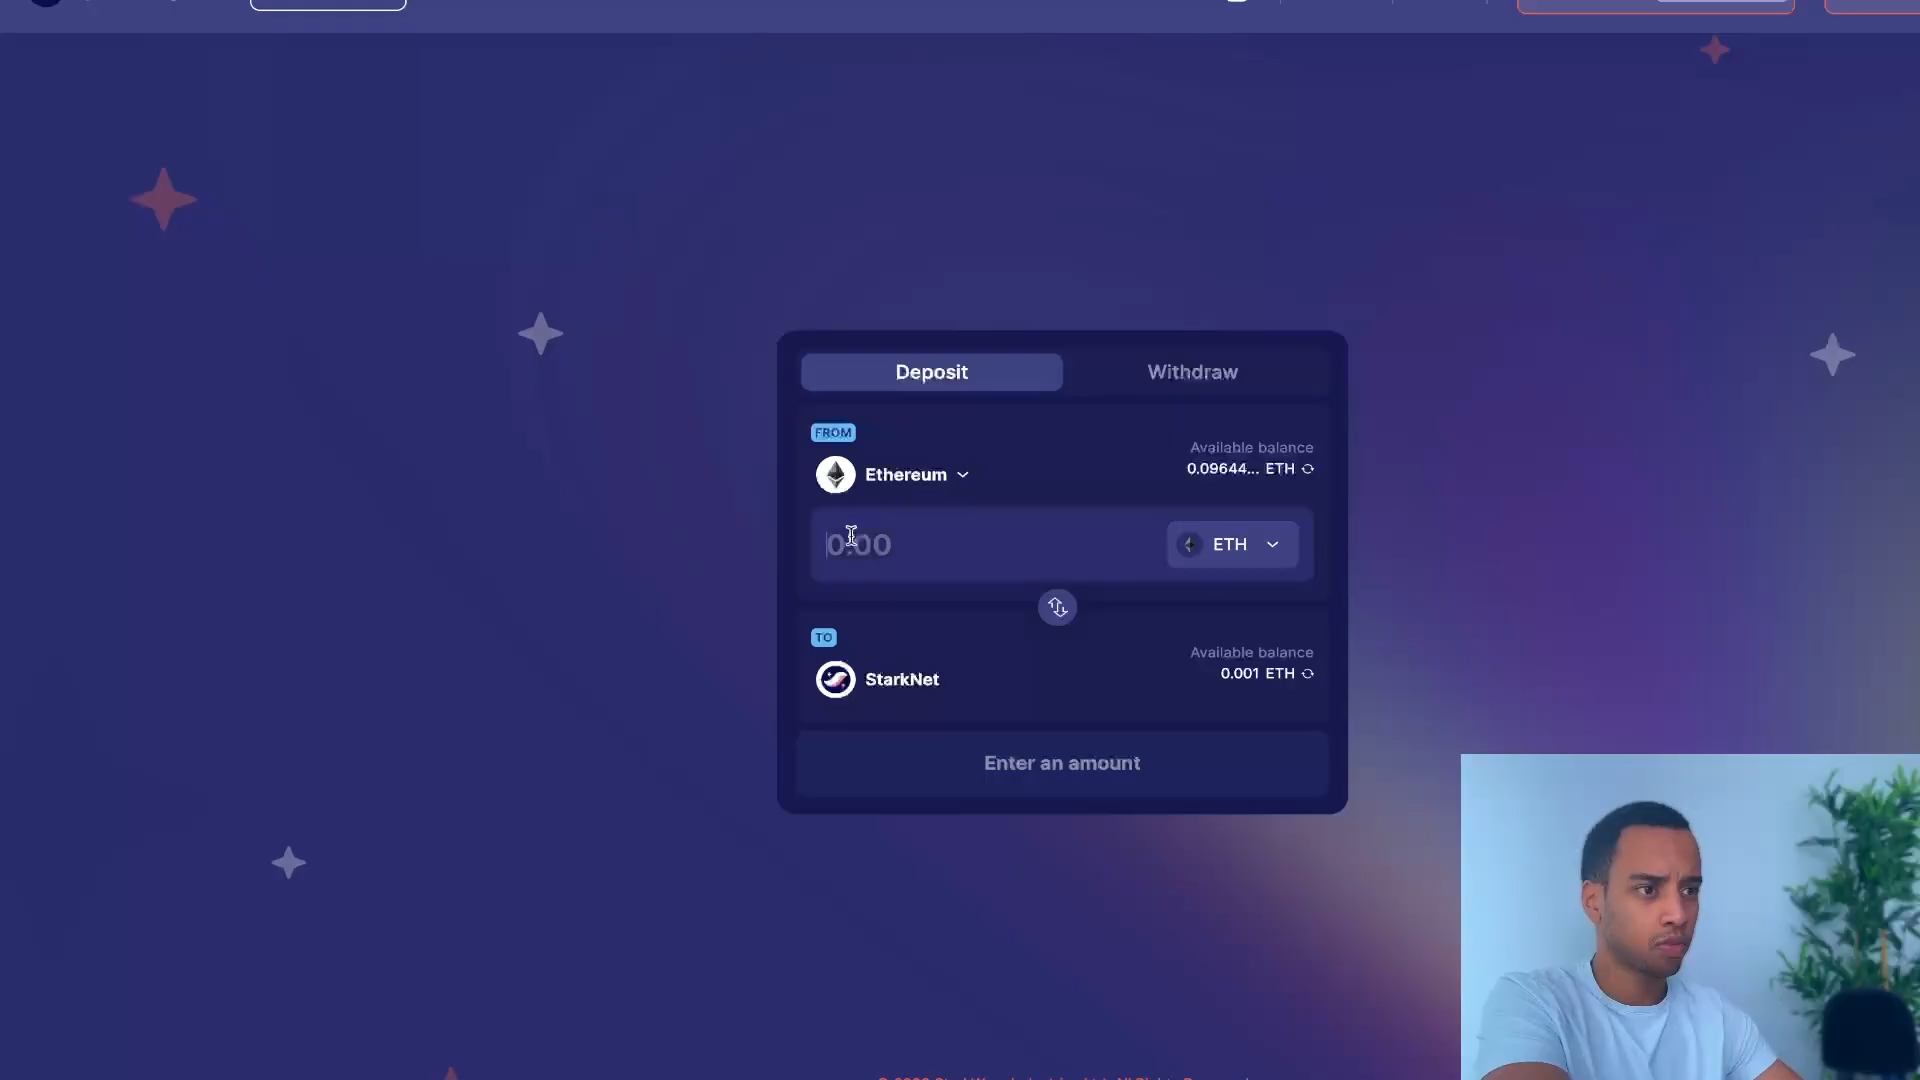 Deposit
Withdraw
FROM
Available balance
Ethereum
0.09644... ETH
0.00
ETH
TO
Available balance
StarkNet
0.001 ETH
Enter an amount